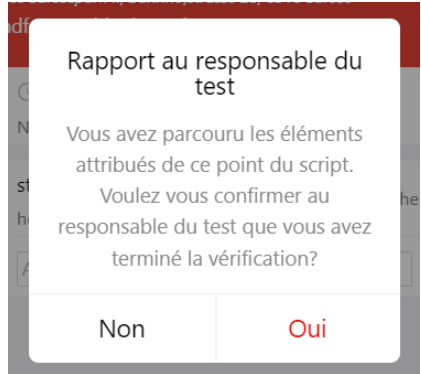 Rapport au responsable du
test
Vous avez parcouru les éléments
attribués de ce point du script.
Voulez vous confirmer au
responsable du test que vous avez
terminé la vérification?
Non
Oui